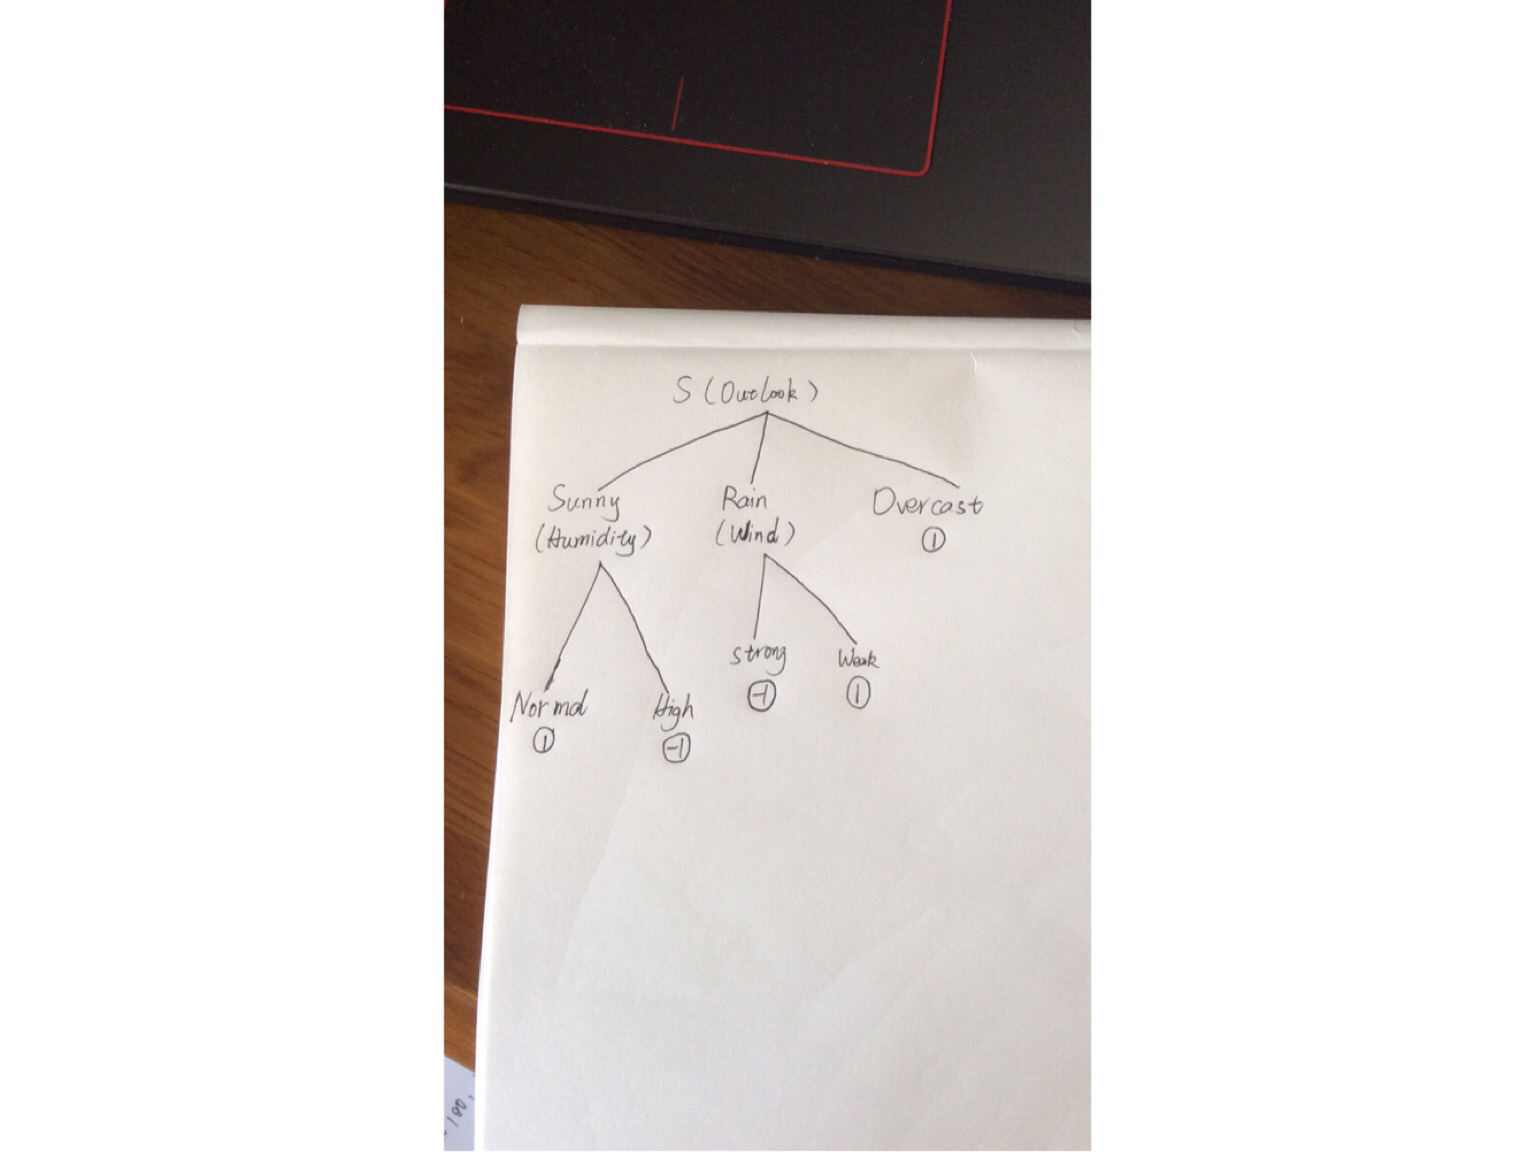 S (Outlook)
Sunny Rain Overcast
(Humidity) (Wind) 1
strong Weak
-1 1
Normal High
1 -1